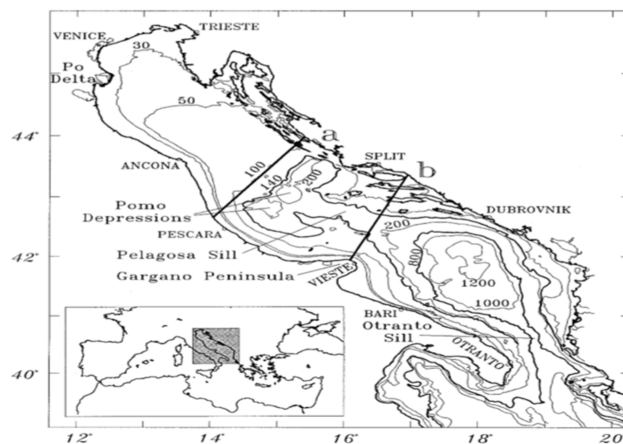 TRIESTE
VENICE
30
Po
Delta
50
44°
a
ANCONA
100
SPLIT
b
140
200
Pomo
Depressions
DUBROVNIK
PESCARA
200
Pelagosa Sill
42°
800
Gargano Peninsula
VIESTE
1200
1000
BARI
Otranto
Sill
OTRANTO
40°
12°
14°
16°
18°
20